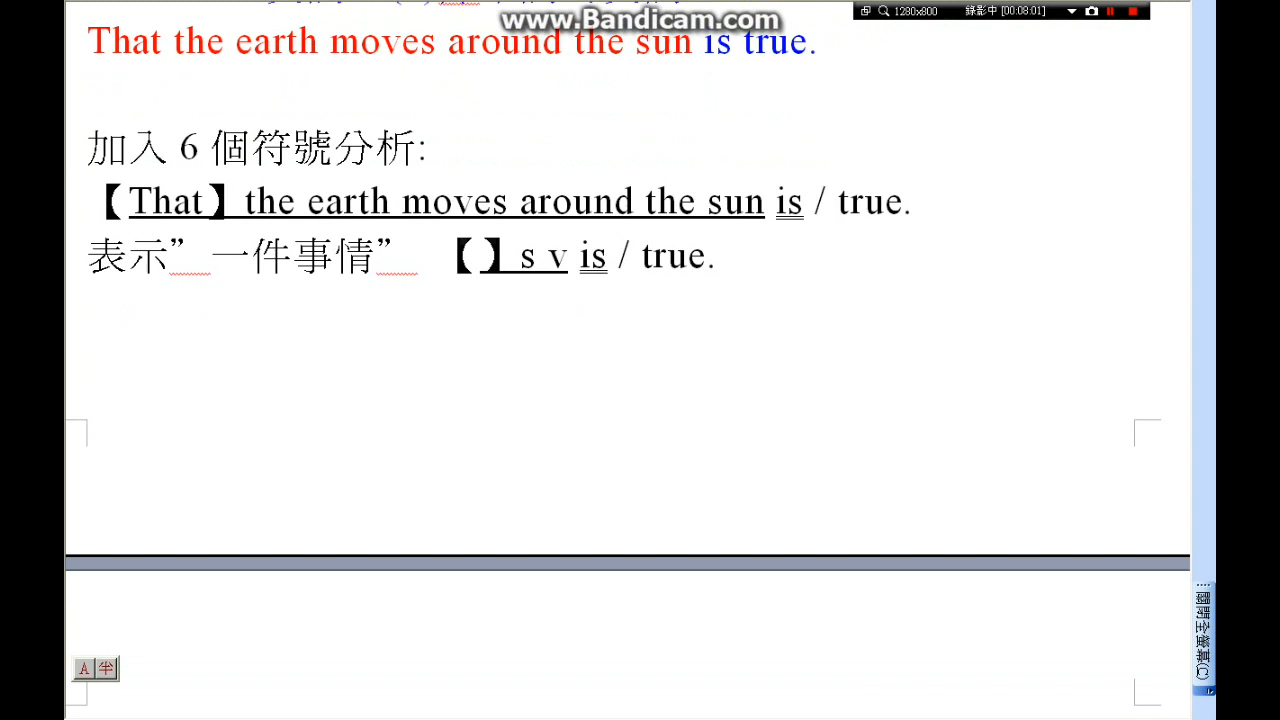 www.Bandicam.com
1280x800 錄影中 [00:08:01]
That the earth moves around the sun is true.
加入 6 個符號分析:
【That】the earth moves around the sun is / true.
表示” 一件事情” 【 】s v is / true.
關閉全螢幕(C)
A 半